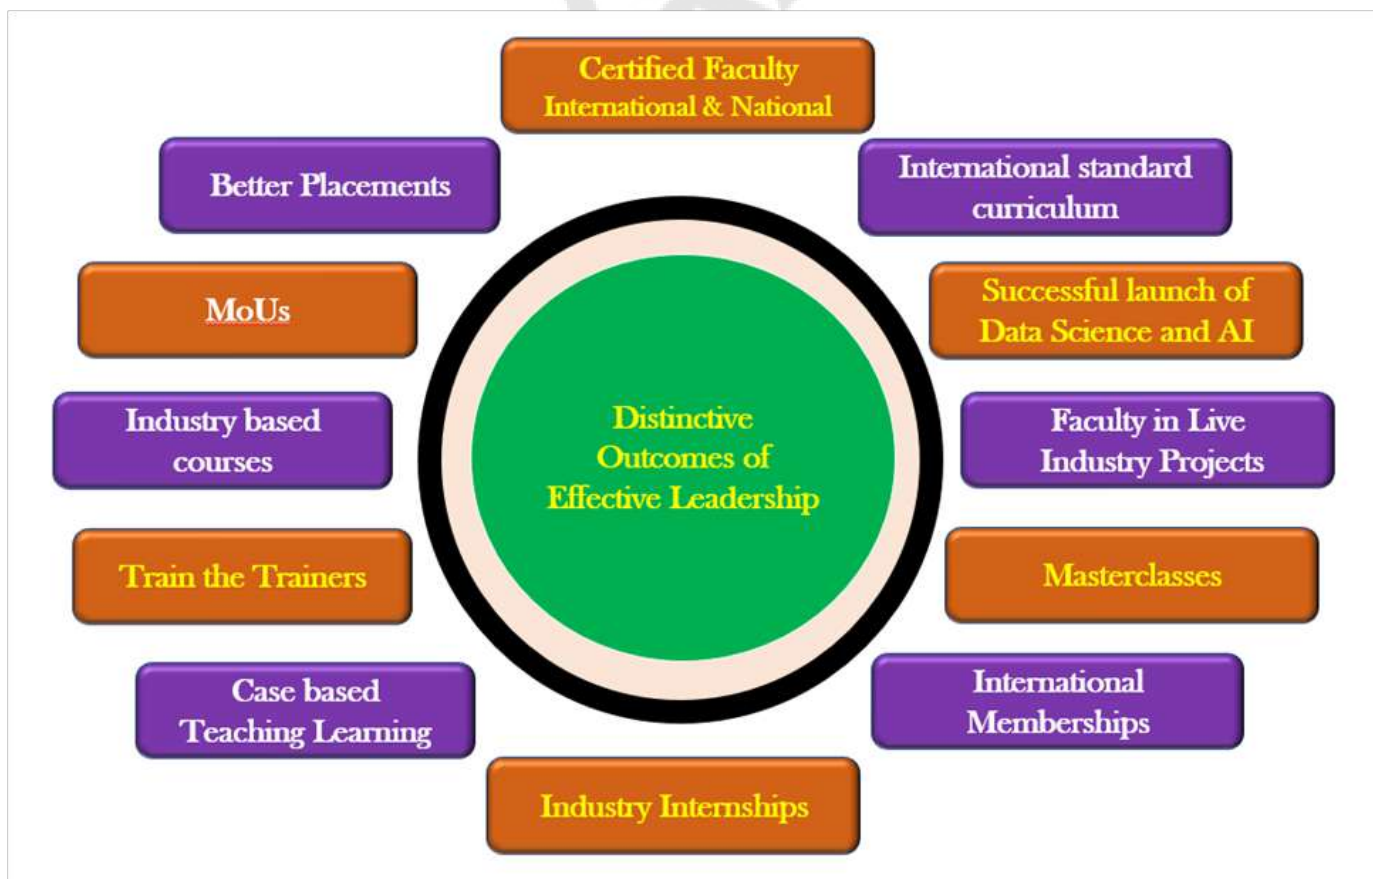 Certified Faculty
International & National
Better Placements
International standard
curriculum
MoUs
Successful launch of
Data Science and AI
Industry based
courses
Faculty in Live
Industry Projects
Distinctive
Outcomes of
Effective Leadership
Train the Trainers
Masterclasses
Case based
Teaching Learning
International
Memberships
Industry Internships